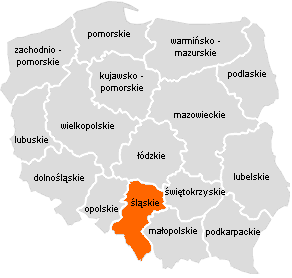 pomorskie
warmińsko -
mazurskie
zachodnio -
pomorskie
podlaskie
kujawsko -
pomorskie
mazowieckie
wielkopolskie
lubuskie
łódzkie
dolnośląskie
lubelskie
świętokrzyskie
śląskie
opolskie
małopolskie
podkarpackie